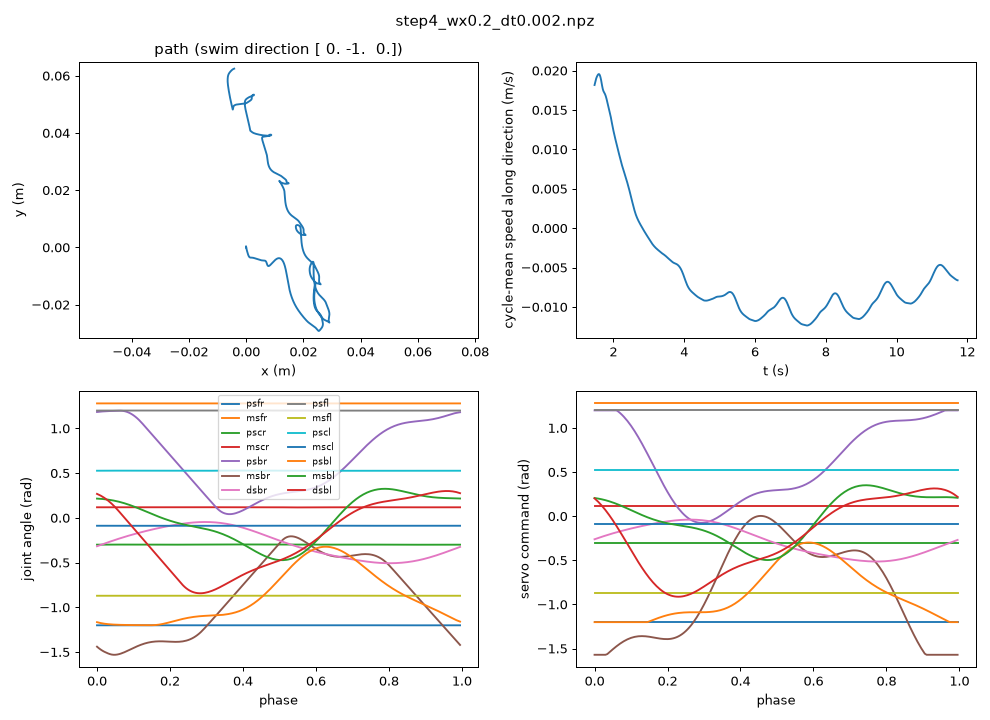 step4_wx0.2_dt0.002.npz
path (swim direction [ 0. -1.  0.])
y (m)
0.06
0.04
0.02
0.00
−0.02
−0.04
−0.02
0.00
0.02
0.04
0.06
0.08
x (m)
cycle-mean speed along direction (m/s)
0.020
0.015
0.010
0.005
0.000
−0.005
−0.010
2
4
6
8
10
12
t (s)
joint angle (rad)
1.0
0.5
0.0
−0.5
−1.0
−1.5
psfr
msfr
pscr
mscr
psbr
msbr
dsbr
psfl
msfl
pscl
mscl
psbl
msbl
dsbl
0.0
0.2
0.4
0.6
0.8
1.0
phase
servo command (rad)
1.0
0.5
0.0
−0.5
−1.0
−1.5
0.0
0.2
0.4
0.6
0.8
1.0
phase